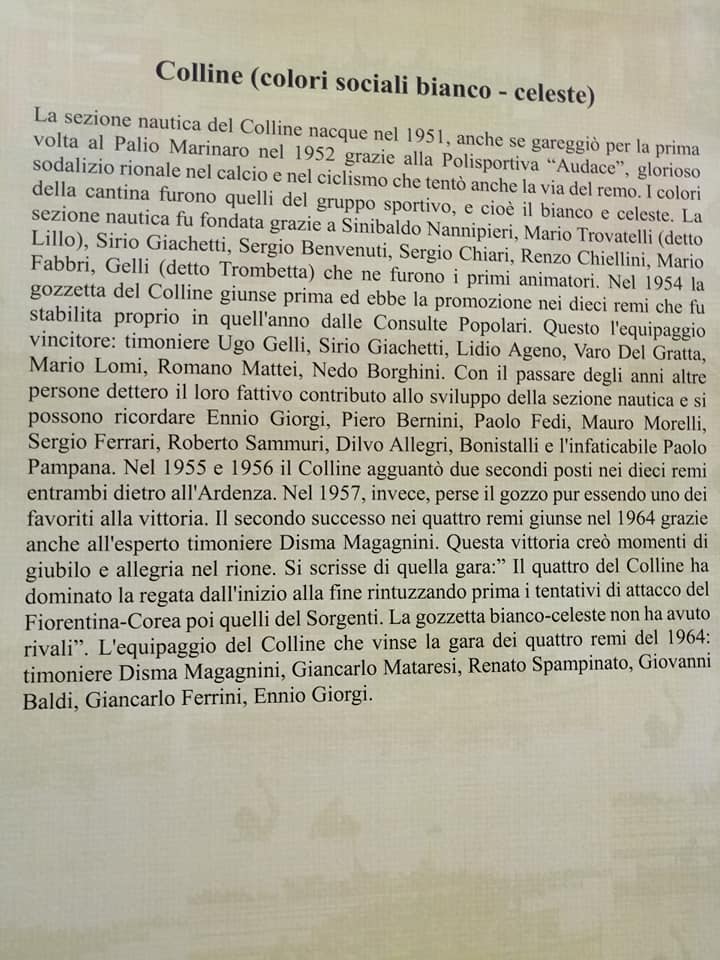 Colline (colori sociali bianco - celeste)
La sezione nautica del Colline nacque nel 1951, anche se gareggiò per la prima
volta al Palio Marinaro nel 1952 grazie alla Polisportiva “Audace”, glorioso
sodalizio rionale nel calcio e nel ciclismo che tentò anche la via del remo. I colori
della cantina furono quelli del gruppo sportivo, e cioè il bianco e celeste. La
sezione nautica fu fondata grazie a Sinibaldo Nannipieri, Mario Trovatelli (detto
Lillo), Sirio Giachetti, Sergio Benvenuti, Sergio Chiari, Renzo Chiellini, Mario
Fabbri, Gelli (detto Trombetta) che ne furono i primi animatori. Nel 1954 la
gozzetta del Colline giunse prima ed ebbe la promozione nei dieci remi che fu
stabilita proprio in quell'anno dalle Consulte Popolari. Questo l'equipaggio
vincitore: timoniere Ugo Gelli, Sirio Giachetti, Lidio Ageno, Varo Del Gratta,
Mario Lomi, Romano Mattei, Nedo Borghini. Con il passare degli anni altre
persone dettero il loro fattivo contributo allo sviluppo della sezione nautica e si
possono ricordare Ennio Giorgi, Piero Bernini, Paolo Fedi, Mauro Morelli,
Sergio Ferrari, Roberto Sammuri, Dilvo Allegri, Bonistalli e l'infaticabile Paolo
Pampana. Nel 1955 e 1956 il Colline agguantò due secondi posti nei dieci remi
entrambi dietro all'Ardenza. Nel 1957, invece, perse il gozzo pur essendo uno dei
favoriti alla vittoria. Il secondo successo nei quattro remi giunse nel 1964 grazie
anche all'esperto timoniere Disma Magagnini. Questa vittoria creò momenti di
giubilo e allegria nel rione. Si scrisse di quella gara:” Il quattro del Colline ha
dominato la regata dall'inizio alla fine rintuzzando prima i tentativi di attacco del
Fiorentina-Corea poi quelli del Sorgenti. La gozzetta bianco-celeste non ha avuto
rivali”. L'equipaggio del Colline che vinse la gara dei quattro remi del 1964:
timoniere Disma Magagnini, Giancarlo Mataresi, Renato Spampinato, Giovanni
Baldi, Giancarlo Ferrini, Ennio Giorgi.